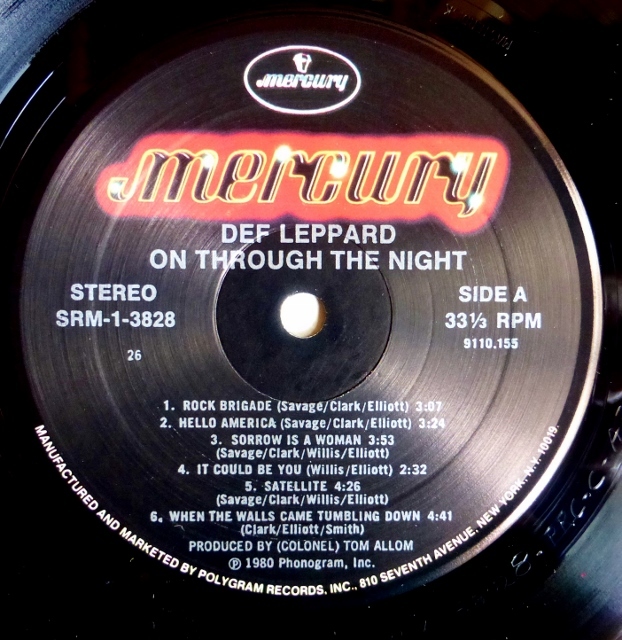 mercury
mercury
DEF LEPPARD
ON THROUGH THE NIGHT
STEREO
SRM-1-3828
26
SIDE A
33⅓ RPM
9110.155
1. ROCK BRIGADE (Savage/Clark/Elliott) 3:07
2. HELLO AMERICA (Savage/Clark/Elliott) 3:24
3. SORROW IS A WOMAN 3:53
(Savage/Clark/Willis/Elliott)
4. IT COULD BE YOU (Willis/Elliott) 2:32
5. SATELLITE 4:26
(Savage/Clark/Willis/Elliott)
6. WHEN THE WALLS CAME TUMBLING DOWN 4:41
(Clark/Elliott/Smith)
PRODUCED BY (COLONEL) TOM ALLOM
℗ 1980 Phonogram, Inc.
MANUFACTURED AND MARKETED BY POLYGRAM RECORDS, INC., 810 SEVENTH AVENUE, NEW YORK, N.Y. 10019.